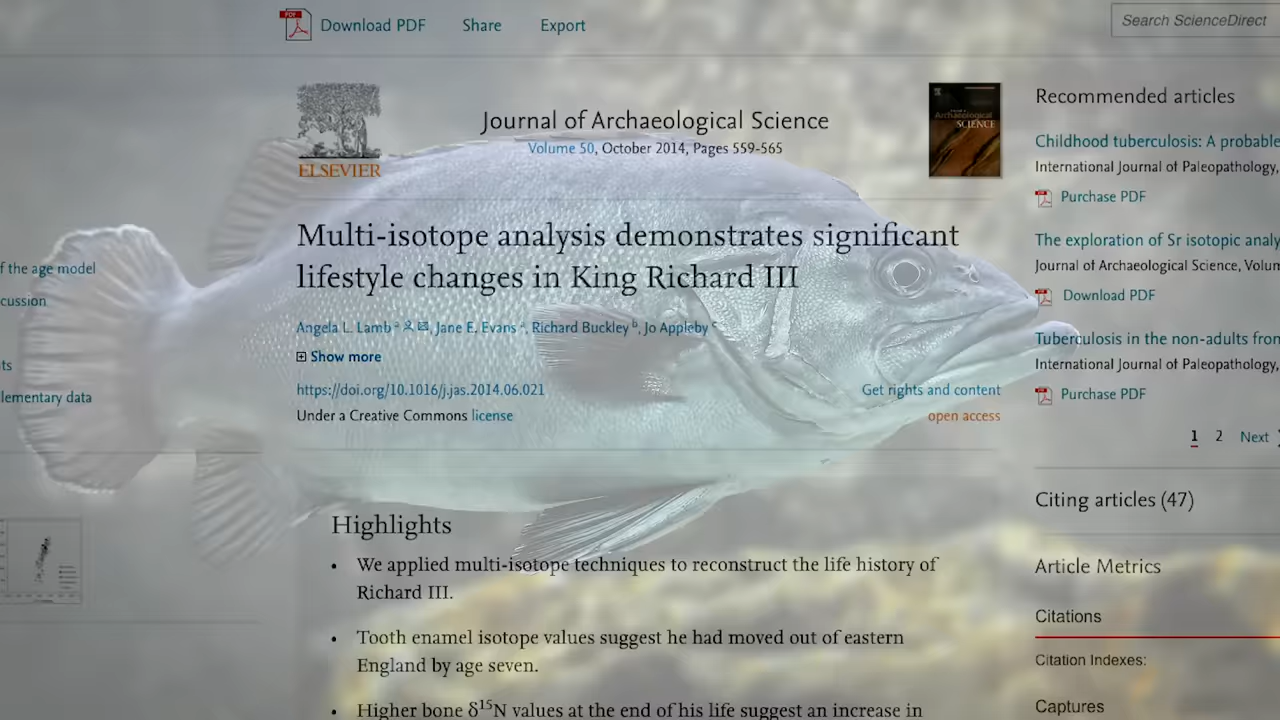 Download PDF
Share
Export
Search ScienceDirect
ELSEVIER
Journal of Archaeological Science
Volume 50, October 2014, Pages 559-565
Archaeological
SCIENCE
Multi-isotope analysis demonstrates significant
lifestyle changes in King Richard III
Angela L. Lamb a, Jane E. Evans a, Richard Buckley b, Jo Appleby c
Show more
https://doi.org/10.1016/j.jas.2014.06.021
Get rights and content
Under a Creative Commons license
open access
Highlights
• We applied multi-isotope techniques to reconstruct the life history of
Richard III.
• Tooth enamel isotope values suggest he had moved out of eastern
England by age seven.
• Higher bone δ¹⁵N values at the end of his life suggest an increase in
f the age model
cussion
ts
lementary data
Recommended articles
Childhood tuberculosis: A probable
International Journal of Paleopathology,
Purchase PDF
The exploration of Sr isotopic analy
Journal of Archaeological Science, Volum
Download PDF
Tuberculosis in the non-adults from
International Journal of Paleopathology,
Purchase PDF
1 2 Next
Citing articles (47)
Article Metrics
Citations
Citation Indexes:
Captures